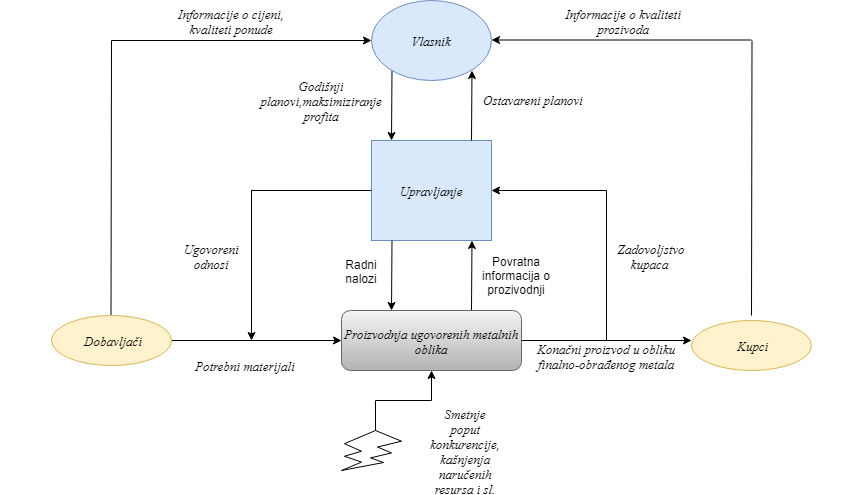 Informacije o cijeni,
kvaliteti ponude
Vlasnik
Informacije o kvaliteti
prozivoda
Godišnji
planovi,maksimiziranje
profita
Ostavareni planovi
Upravljanje
Ugovoreni
odnosi
Radni
nalozi
Povratna
informacija o
prozivodnji
Zadovoljstvo
kupaca
Dobavljači
Potrebni materijali
Proizvodnja ugovorenih metalnih
oblika
Konačni proizvod u obliku
finalno-obrađenog metala
Kupci
Smetnje
poput
konkurencije,
kašnjenja
naručenih
resursa i sl.